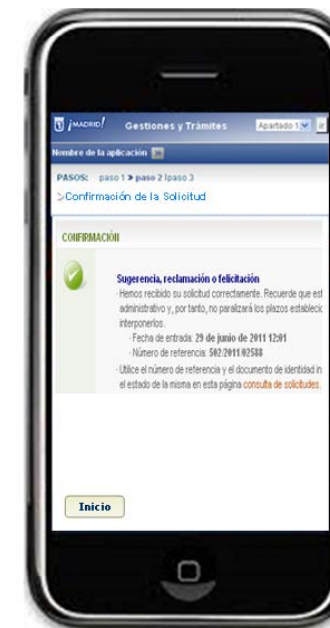 ¡MADRID!
Gestiones y Trámites
Apartado 1
Nombre de la aplicación
PASOS: paso 1 > paso 2 |paso 3
>Confirmación de la Solicitud
CONFIRMACIÓN
Sugerencia, reclamación o felicitación
· Hemos recibido su solicitud correctamente. Recuerde que est
administrativo y, por tanto, no paralizará los plazos establecic
interponerlos.
· Fecha de entrada: 29 de junio de 2011 12:01
· Número de referencia: 502/2011/02588
· Utilice el número de referencia y el documento de identidad in
el estado de la misma en esta página consulta de solicitudes.
Inicio